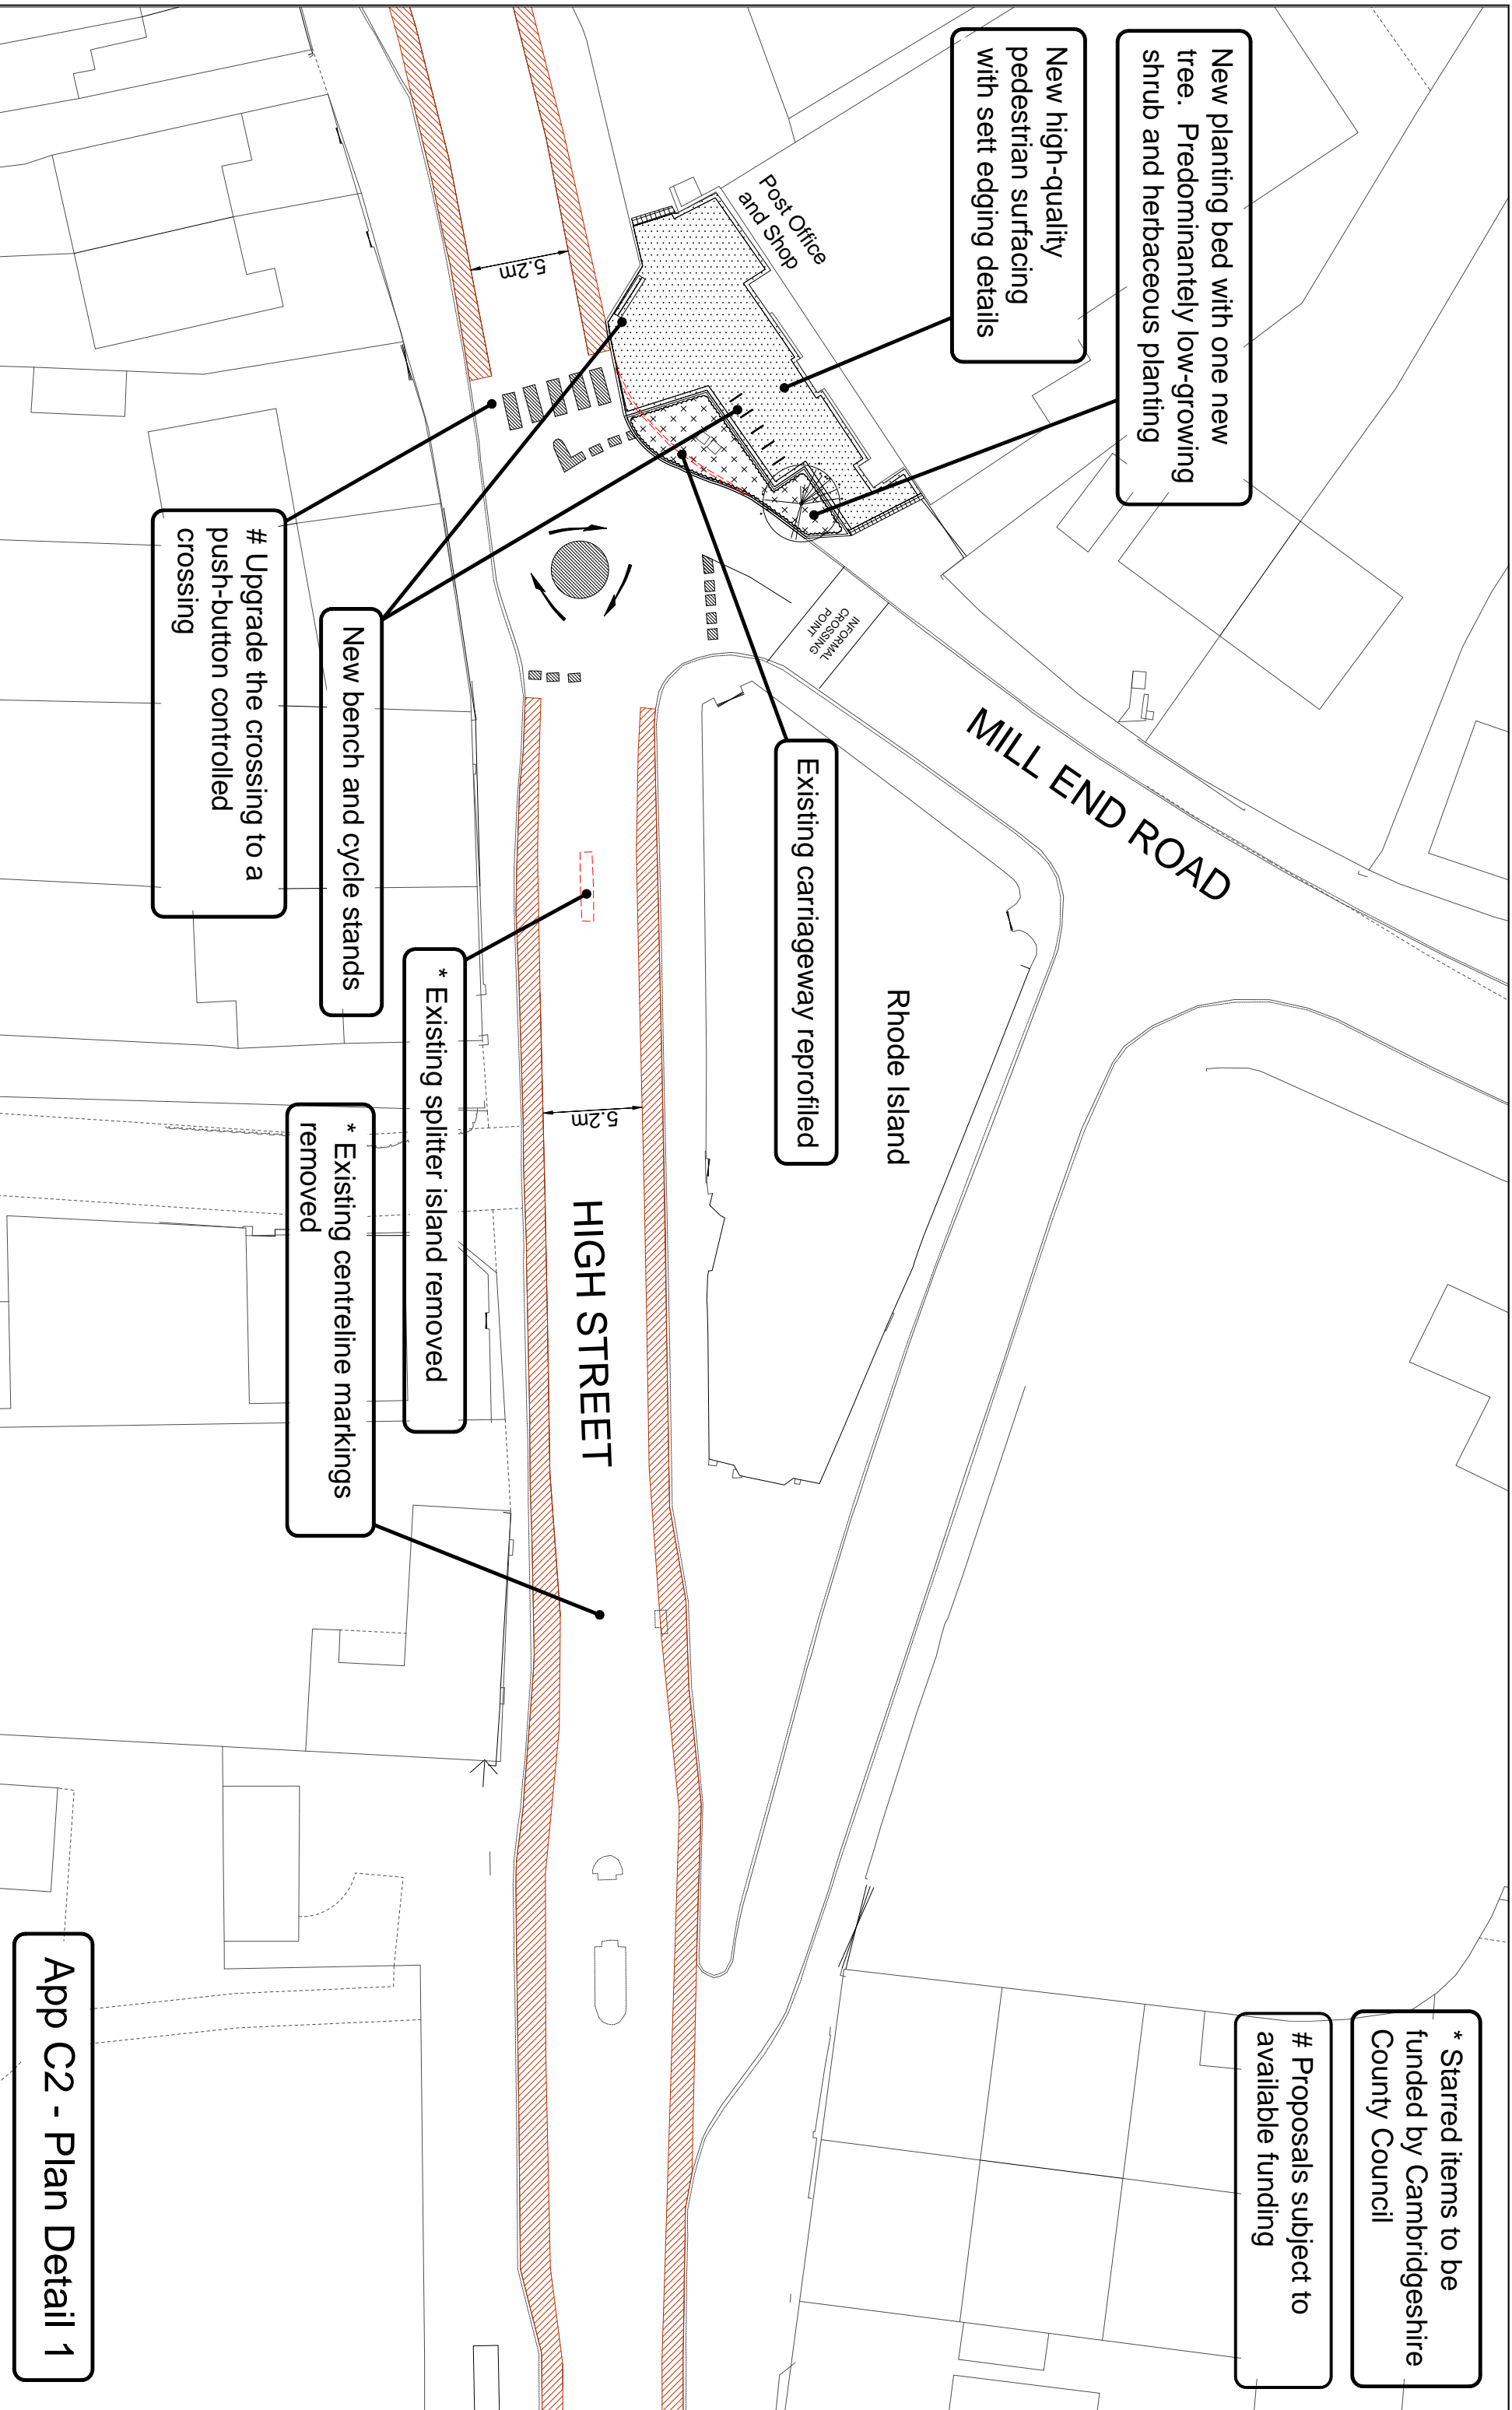 * Starred items to be
funded by Cambridgeshire
County Council
# Proposals subject to
available funding
New planting bed with one new
tree.  Predominantely low-growing
shrub and herbaceous planting
New high-quality
pedestrian surfacing
with sett edging details
Post Office
and Shop
MILL END ROAD
INFORMAL
CROSSING
POINT
Rhode Island
Existing carriageway reprofiled
5.2m
5.2m
HIGH STREET
* Existing splitter island removed
New bench and cycle stands
* Existing centreline markings
removed
# Upgrade the crossing to a
push-button controlled
crossing
App C2 - Plan Detail 1